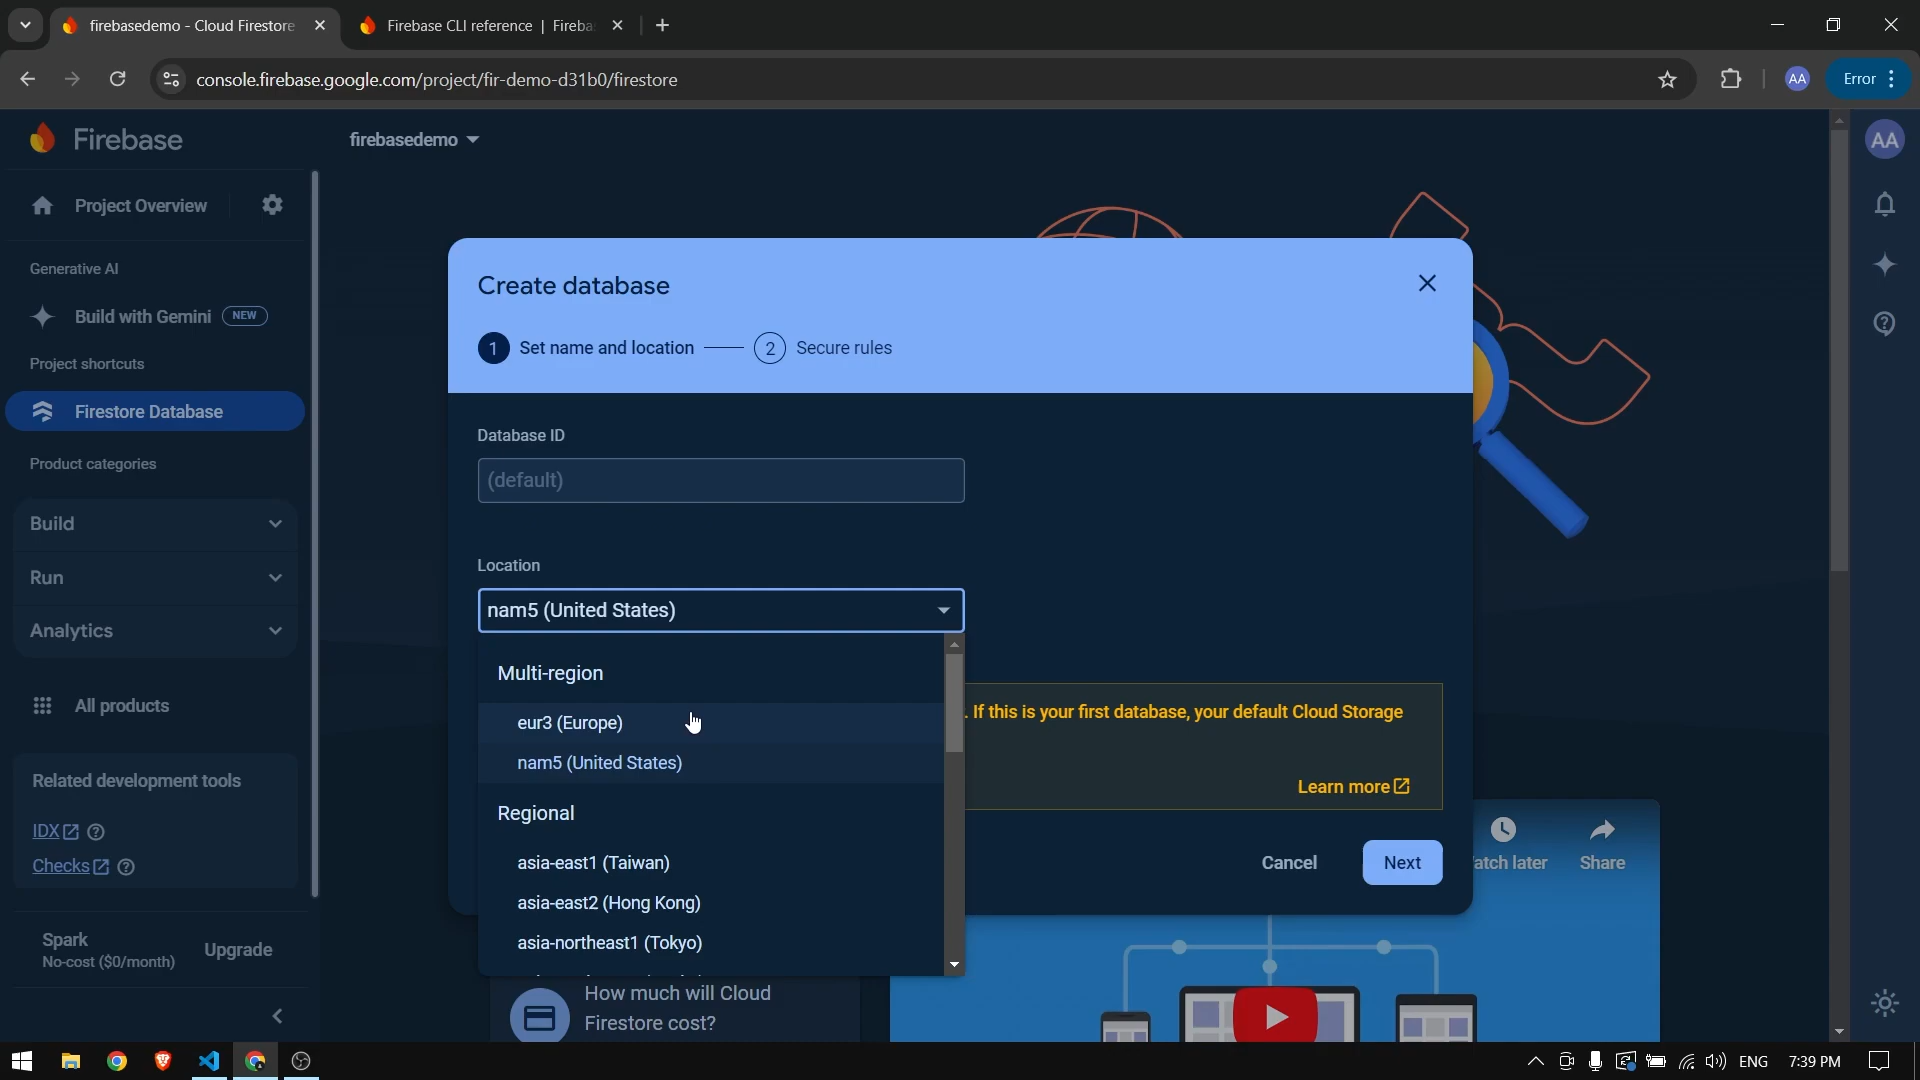 firebasedemo - Cloud Firestore
Firebase CLI reference | Fireba
console.firebase.google.com/project/fir-demo-d31b0/firestore
AA
Error
Firebase
firebasedemo
AA
Project Overview
Generative AI
Build with Gemini NEW
Project shortcuts
Firestore Database
Product categories
Build
Run
Analytics
All products
Related development tools
IDX
Checks
Spark
No-cost ($0/month)
Upgrade
Create database
1 Set name and location
2 Secure rules
Database ID
(default)
Location
nam5 (United States)
Multi-region
eur3 (Europe)
nam5 (United States)
Regional
asia-east1 (Taiwan)
asia-east2 (Hong Kong)
asia-northeast1 (Tokyo)
. If this is your first database, your default Cloud Storage
Learn more
Cancel
Next
atch later
Share
How much will Cloud
Firestore cost?
ENG
7:39 PM